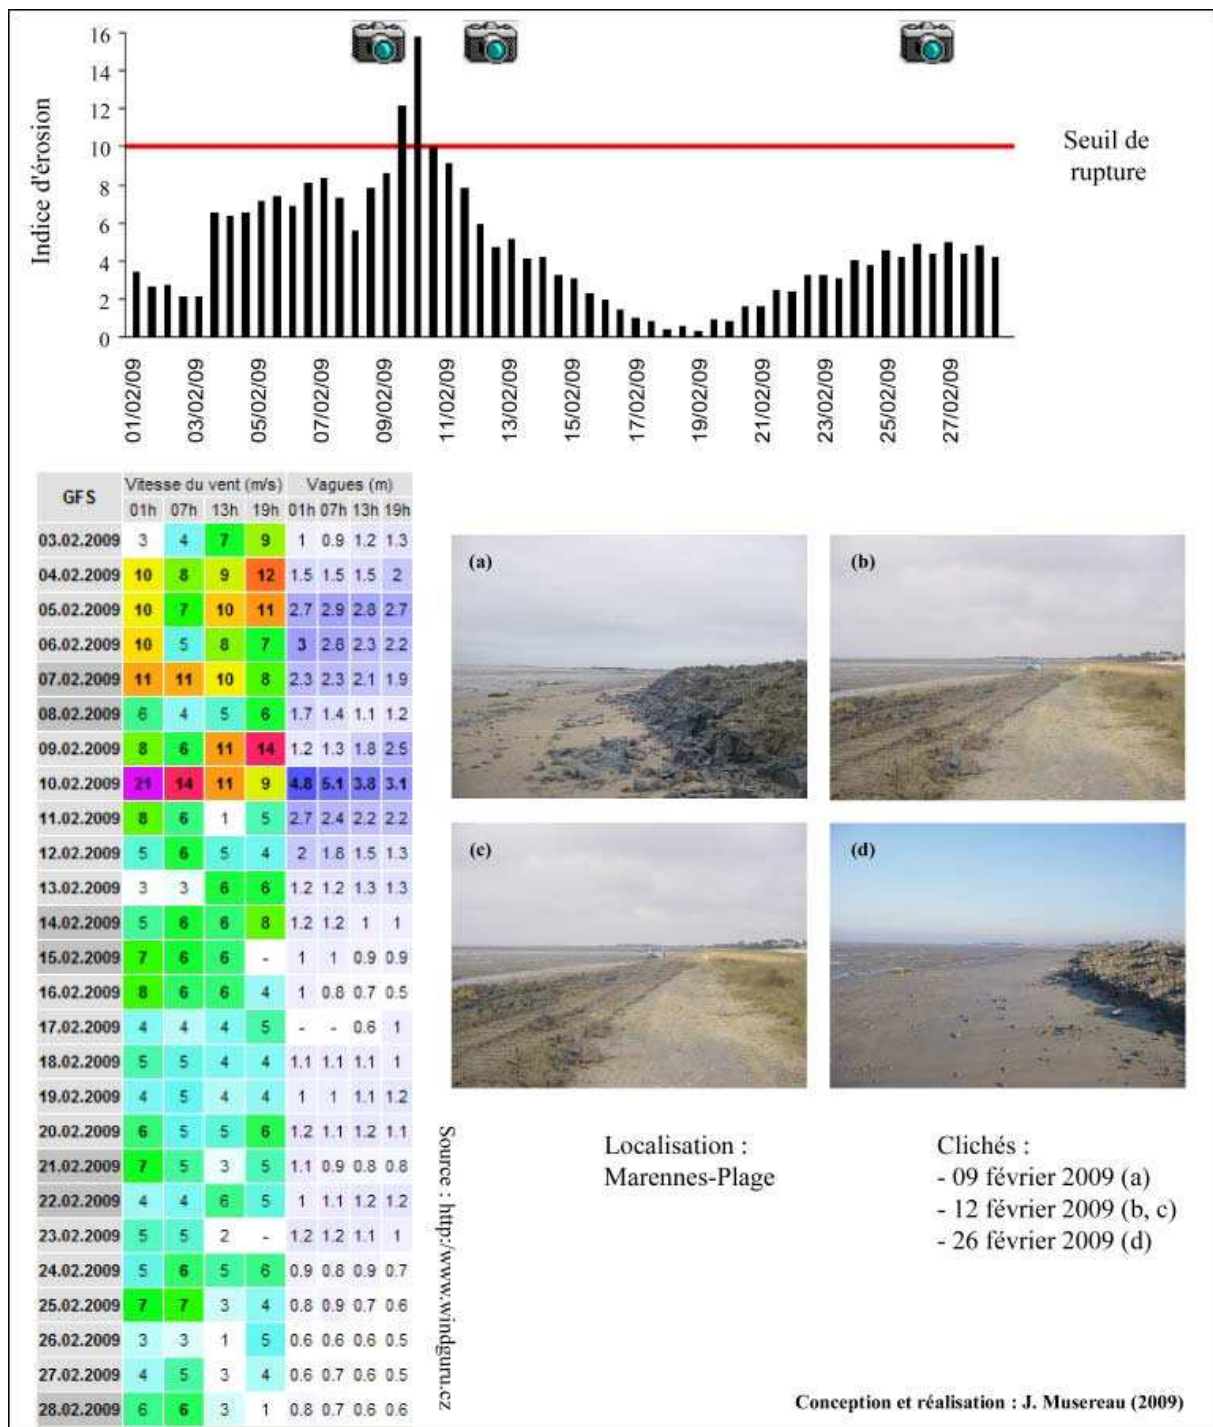 16
14
12
10
8
6
4
2
0
Indice d'érosion
Seuil de
rupture
01/02/09
03/02/09
05/02/09
07/02/09
09/02/09
11/02/09
13/02/09
15/02/09
17/02/09
19/02/09
21/02/09
23/02/09
25/02/09
27/02/09
GFS Vitesse du vent (m/s) Vagues (m)
01h 07h 13h 19h 01h 07h 13h 19h
03.02.2009 3 4 7 9 1 0.9 1.2 1.3
04.02.2009 10 8 9 12 1.5 1.5 1.5 2
05.02.2009 10 7 10 11 2.7 2.9 2.8 2.7
06.02.2009 10 5 8 7 3 2.8 2.3 2.2
07.02.2009 11 11 10 8 2.3 2.3 2.1 1.9
08.02.2009 6 4 5 6 1.7 1.4 1.1 1.2
09.02.2009 8 6 11 14 1.2 1.3 1.8 2.5
10.02.2009 21 14 11 9 4.8 5.1 3.8 3.1
11.02.2009 8 6 1 5 2.7 2.4 2.2 2.2
12.02.2009 5 6 5 4 2 1.8 1.5 1.3
13.02.2009 3 3 6 6 1.2 1.2 1.3 1.3
14.02.2009 5 6 6 8 1.2 1.2 1 1
15.02.2009 7 6 6 - 1 1 0.9 0.9
16.02.2009 8 6 6 4 1 0.8 0.7 0.5
17.02.2009 4 4 4 5 - - 0.6 1
18.02.2009 5 5 4 4 1.1 1.1 1.1 1
19.02.2009 4 5 4 4 1 1 1.1 1.2
20.02.2009 6 5 5 6 1.2 1.1 1.2 1.1
21.02.2009 7 5 3 5 1.1 0.9 0.8 0.8
22.02.2009 4 4 6 5 1 1.1 1.2 1.2
23.02.2009 5 5 2 - 1.2 1.2 1.1 1
24.02.2009 5 6 5 6 0.9 0.8 0.9 0.7
25.02.2009 7 7 3 4 0.8 0.9 0.7 0.6
26.02.2009 3 3 1 5 0.6 0.6 0.6 0.5
27.02.2009 4 5 3 4 0.6 0.7 0.6 0.5
28.02.2009 6 6 3 1 0.8 0.7 0.6 0.6
Source : http:/www.windguru.cz
(a)
(b)
(c)
(d)
Localisation :
Marennes-Plage
Clichés :
- 09 février 2009 (a)
- 12 février 2009 (b, c)
- 26 février 2009 (d)
Conception et réalisation : J. Musereau (2009)